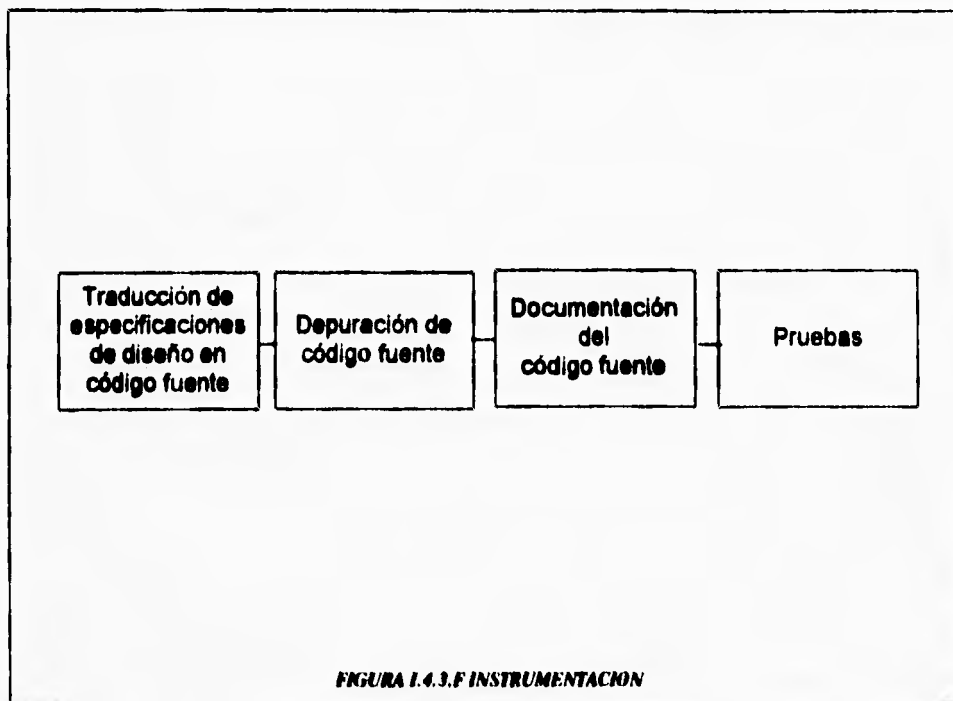 Traducción de
especificaciones
de diseño en
código fuente
Depuración de
código fuente
Documentación
del
código fuente
Pruebas
FIGURA I.4.3.F INSTRUMENTACION